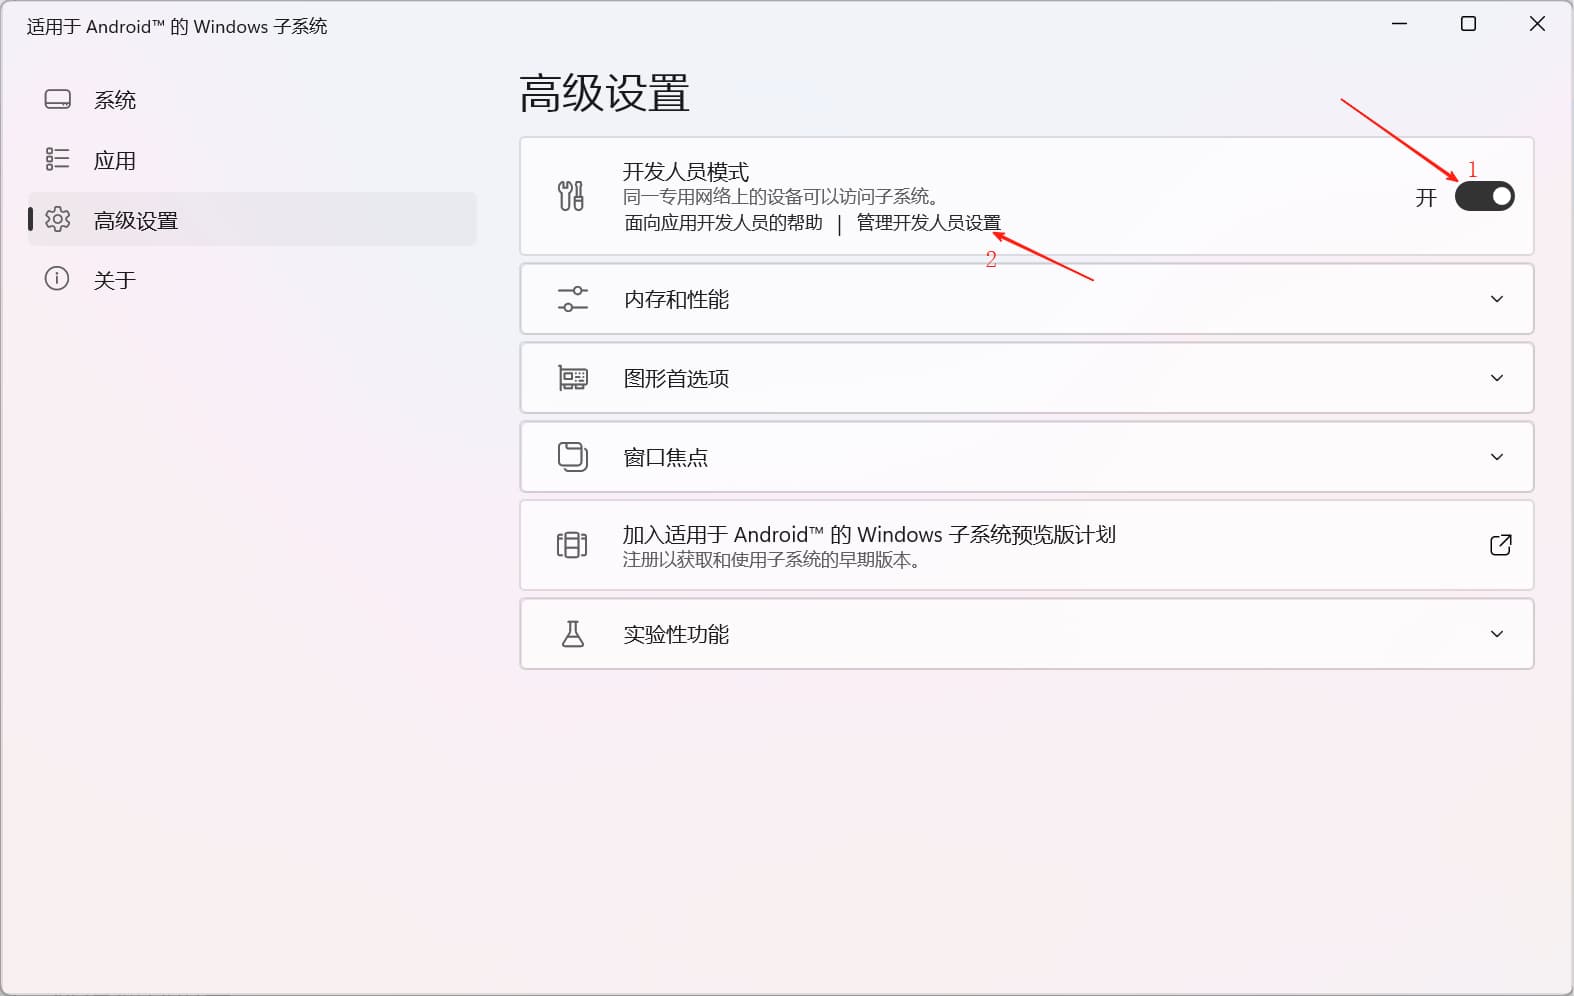 适用于 Android™ 的 Windows 子系统
系统
应用
高级设置
关于
高级设置
开发人员模式
同一专用网络上的设备可以访问子系统。
面向应用开发人员的帮助 | 管理开发人员设置
开
1
2
内存和性能
图形首选项
窗口焦点
加入适用于 Android™ 的 Windows 子系统预览版计划
注册以获取和使用子系统的早期版本。
实验性功能